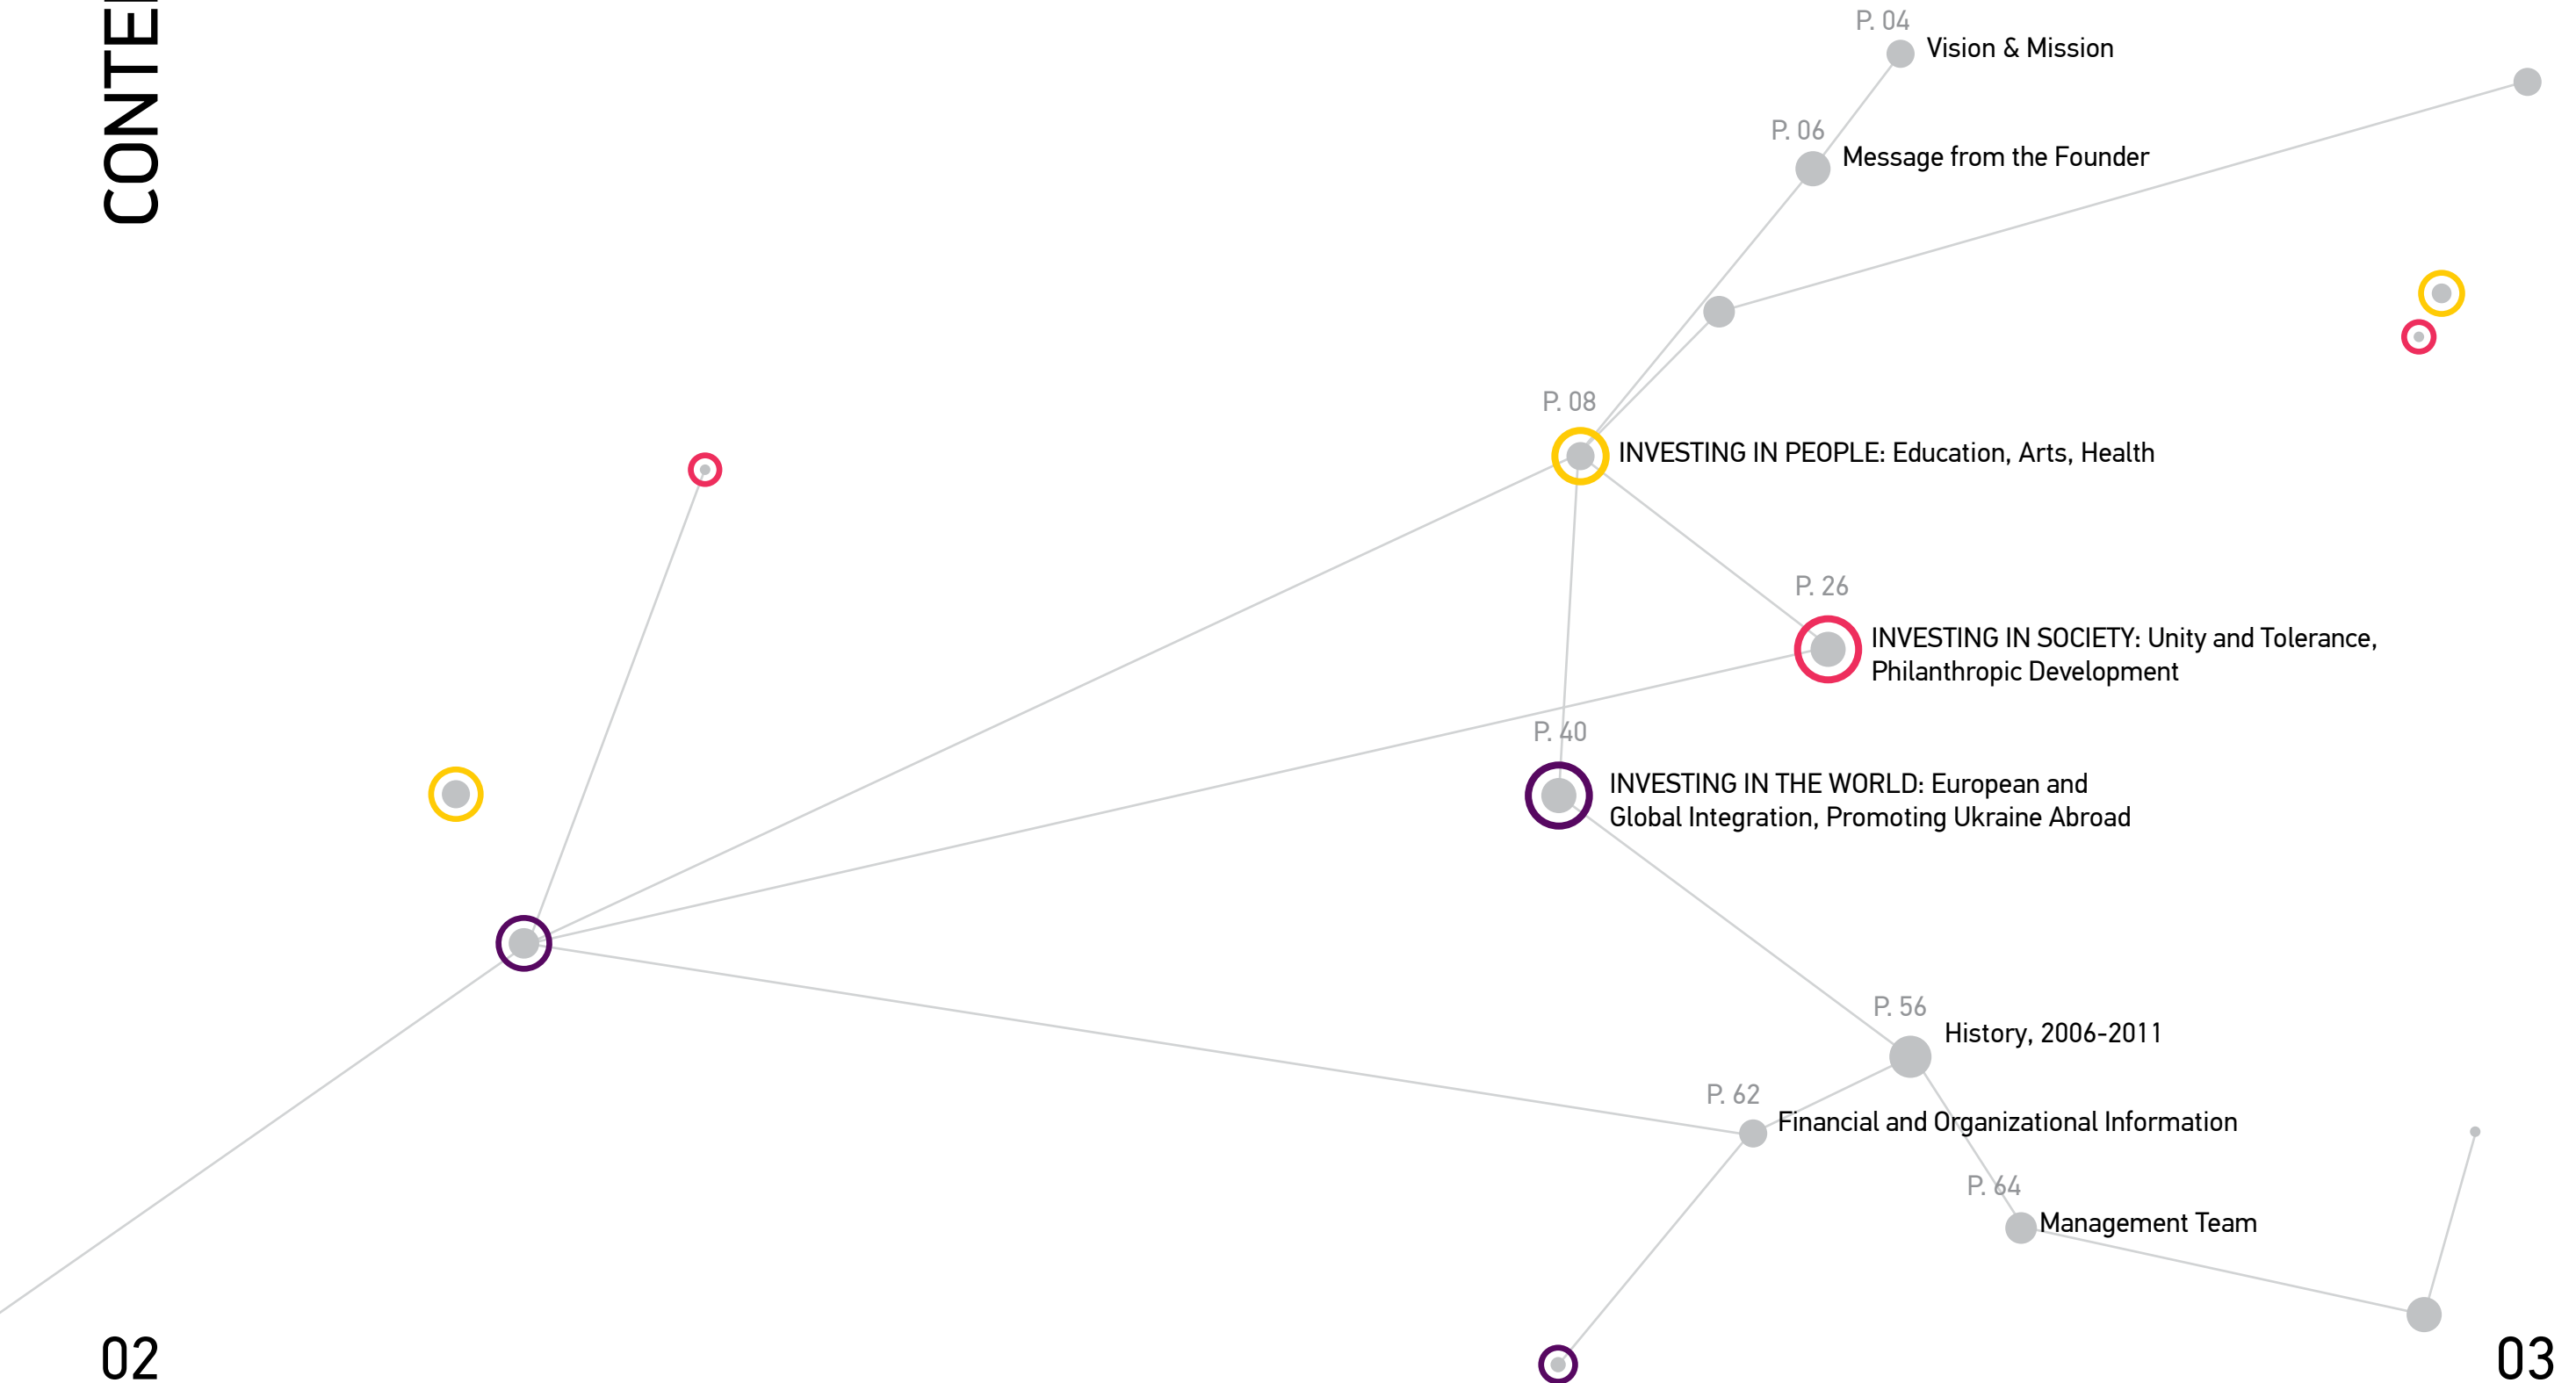 CONTE
P. 04
Vision & Mission
P. 06
Message from the Founder
P. 08
INVESTING IN PEOPLE: Education, Arts, Health
P. 26
INVESTING IN SOCIETY: Unity and Tolerance,
Philanthropic Development
P. 40
INVESTING IN THE WORLD: European and
Global Integration, Promoting Ukraine Abroad
P. 56
History, 2006-2011
P. 62
Financial and Organizational Information
P. 64
Management Team
02
03